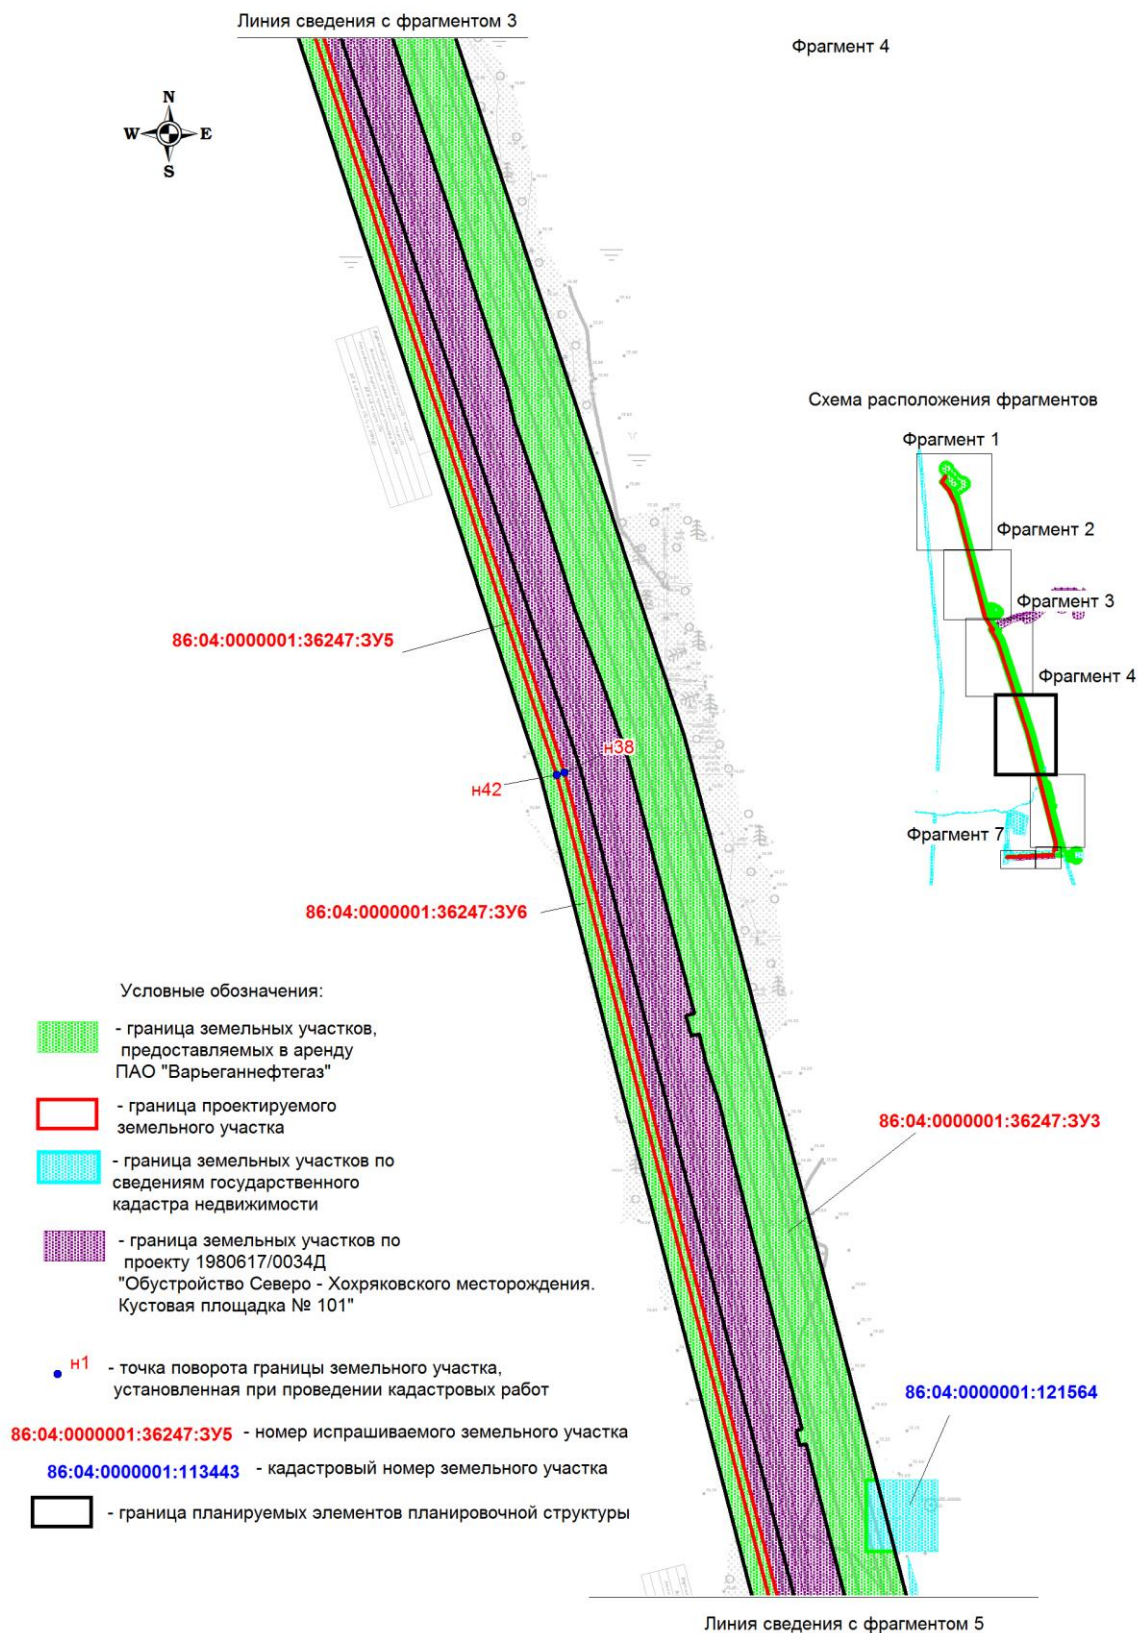 Линия сведения с фрагментом 3
Фрагмент 4
N
W E
S
Схема расположения фрагментов
Фрагмент 1
Фрагмент 2
Фрагмент 3
Фрагмент 4
Фрагмент 7
86:04:0000001:36247:ЗУ5
н38
н42
86:04:0000001:36247:ЗУ6
86:04:0000001:36247:ЗУ3
86:04:0000001:121564
Условные обозначения:
- граница земельных участков,
предоставляемых в аренду
ПАО "Варьеганнефтегаз"
- граница проектируемого
земельного участка
- граница земельных участков по
сведениям государственного
кадастра недвижимости
- граница земельных участков по
проекту 1980617/0034Д
"Обустройство Северо - Хохряковского месторождения.
Кустовая площадка № 101"
н1 - точка поворота границы земельного участка,
установленная при проведении кадастровых работ
86:04:0000001:36247:ЗУ5 - номер испрашиваемого земельного участка
86:04:0000001:113443 - кадастровый номер земельного участка
- граница планируемых элементов планировочной структуры
Линия сведения с фрагментом 5